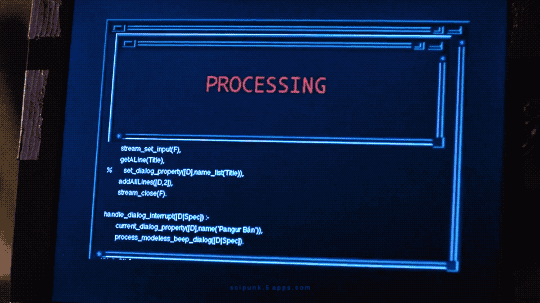 PROCESSING
stream_set_input(F),
getALine(Title),
% set_dialog_property([D],name_list(Title)),
addAllLines([D,2]),
stream_close(F).
handle_dialog_interrupt([D|Spec]) :-
current_dialog_property([D],name('Pangur Bán')),
process_modeless_beep_dialog([D|Spec]).